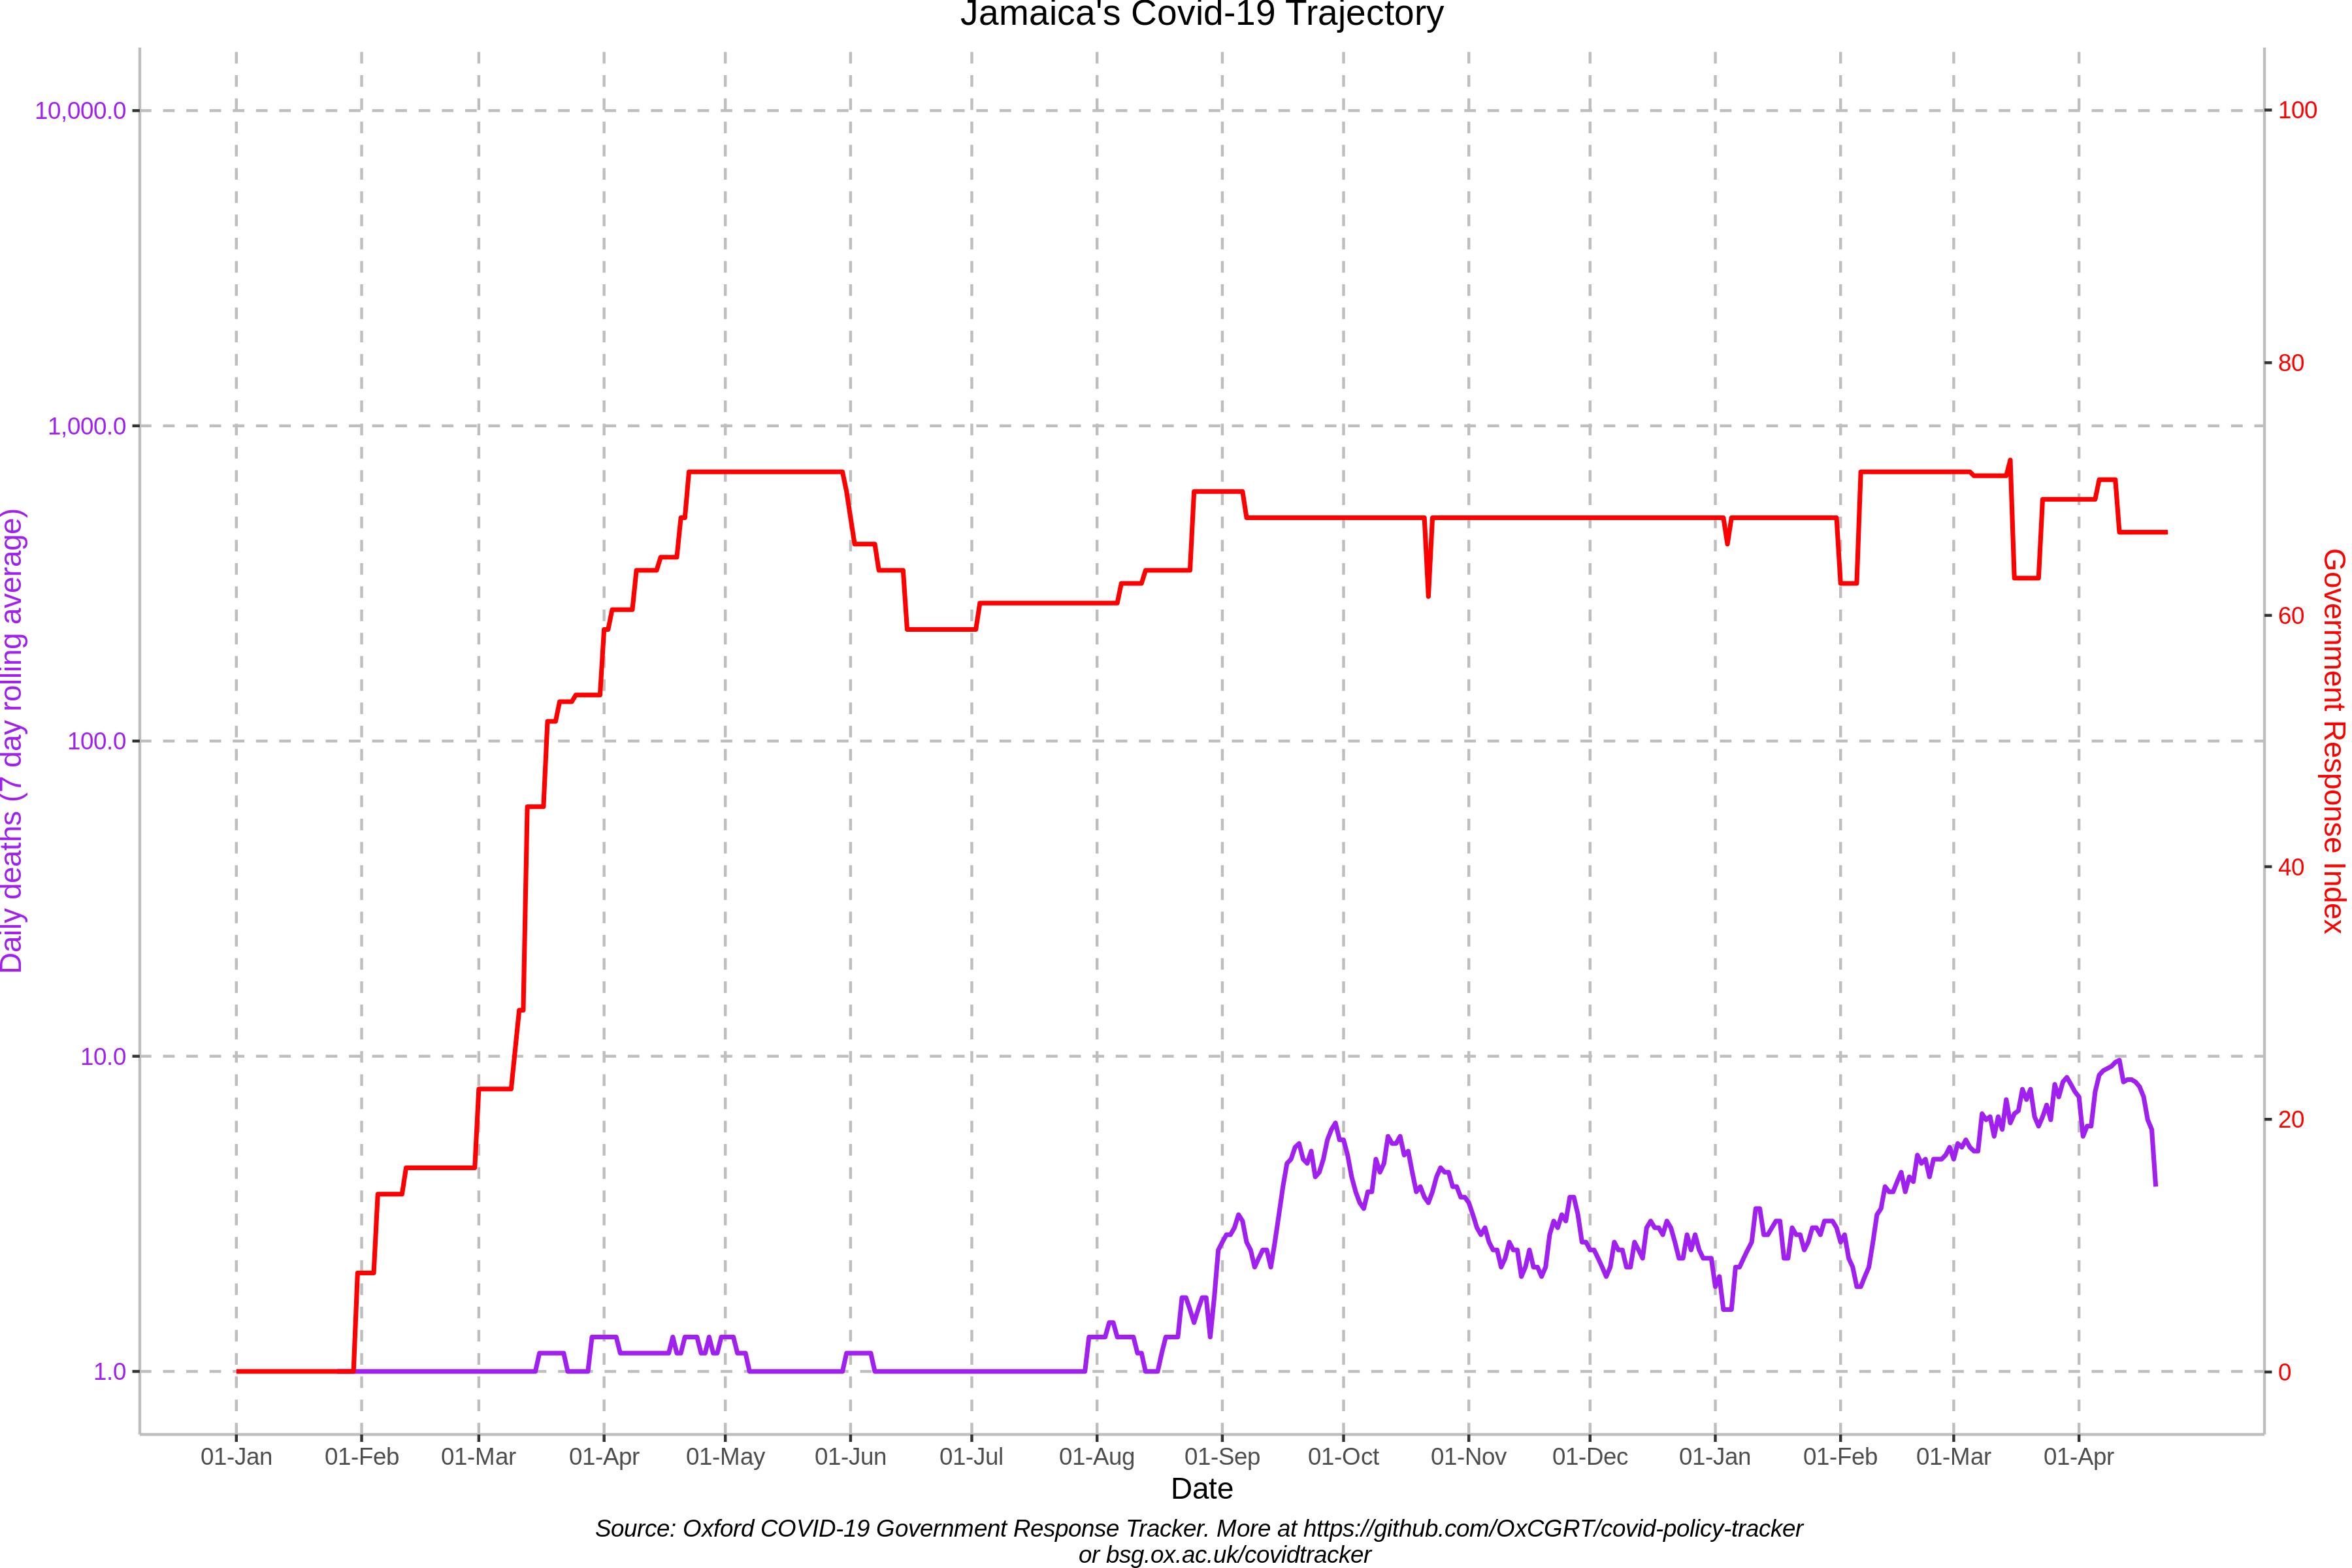 Jamaica's Covid-19 Trajectory
10,000.0
1,000.0
100.0
10.0
1.0
Daily deaths (7 day rolling average)
100
80
60
40
20
0
Government Response Index
01-Jan 01-Feb 01-Mar 01-Apr 01-May 01-Jun 01-Jul 01-Aug 01-Sep 01-Oct 01-Nov 01-Dec 01-Jan 01-Feb 01-Mar 01-Apr
Date
Source: Oxford COVID-19 Government Response Tracker. More at https://github.com/OxCGRT/covid-policy-tracker
or bsg.ox.ac.uk/covidtracker